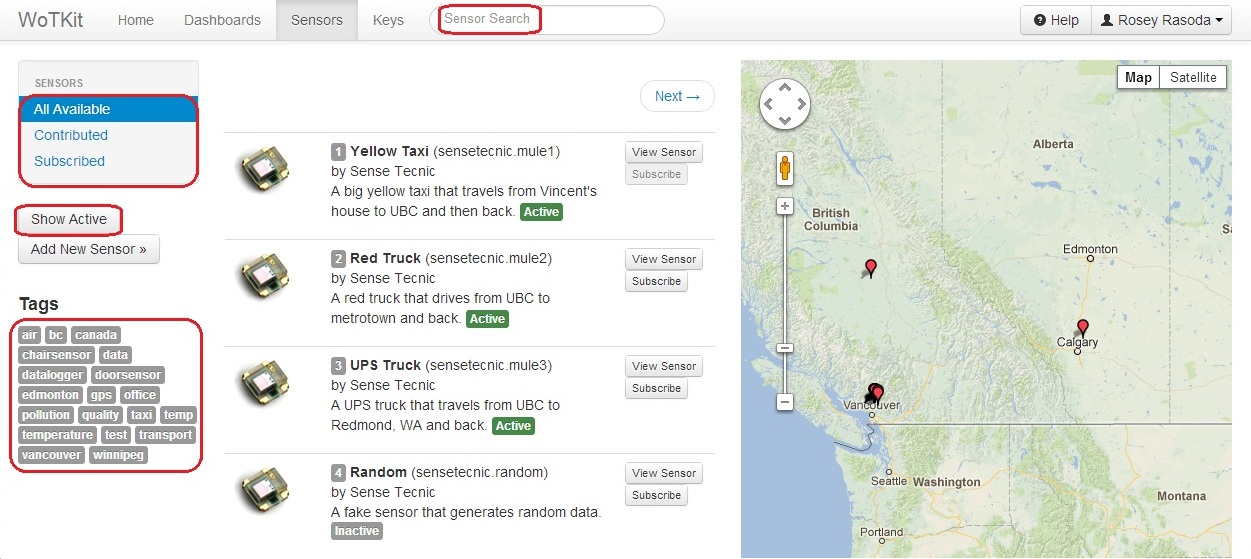 WoTKit Home Dashboards Sensors Keys Sensor Search Help Rosey Rasoda
SENSORS
All Available
Contributed
Subscribed
Show Active
Add New Sensor »
Tags
air bc canada
chairsensor data
datalogger doorsensor
edmonton gps office
pollution quality taxi temp
temperature test transport
vancouver winnipeg
Next →
1 Yellow Taxi (sensetecnic.mule1)
by Sense Tecnic
A big yellow taxi that travels from Vincent's
house to UBC and then back. Active
View Sensor
Subscribe
2 Red Truck (sensetecnic.mule2)
by Sense Tecnic
A red truck that drives from UBC to
metrotown and back. Active
View Sensor
Subscribe
3 UPS Truck (sensetecnic.mule3)
by Sense Tecnic
A UPS truck that travels from UBC to
Redmond, WA and back. Active
View Sensor
Subscribe
4 Random (sensetecnic.random)
by Sense Tecnic
A fake sensor that generates random data.
Inactive
View Sensor
Subscribe
Map Satellite
Alberta
British
Columbia
Edmonton
Calgary
Vancouver
Seattle
Washington
Montana
Portland